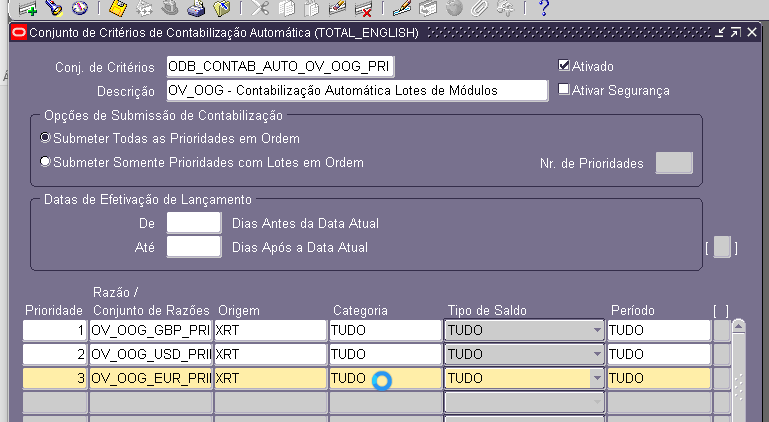 Conjunto de Critérios de Contabilização Automática (TOTAL_ENGLISH)
Conj. de Critérios ODB_CONTAB_AUTO_OV_OOG_PRI Ativado
Descrição OV_OOG - Contabilização Automática Lotes de Módulos Ativar Segurança
Opções de Submissão de Contabilização
Submeter Todas as Prioridades em Ordem
Submeter Somente Prioridades com Lotes em Ordem Nr. de Prioridades
Datas de Efetivação de Lançamento
De Dias Antes da Data Atual
Até Dias Após a Data Atual [ ]
Razão /
Prioridade Conjunto de Razões Origem Categoria Tipo de Saldo Período [ ]
1 OV_OOG_GBP_PRI XRT TUDO TUDO TUDO
2 OV_OOG_USD_PRI XRT TUDO TUDO TUDO
3 OV_OOG_EUR_PRI XRT TUDO TUDO TUDO